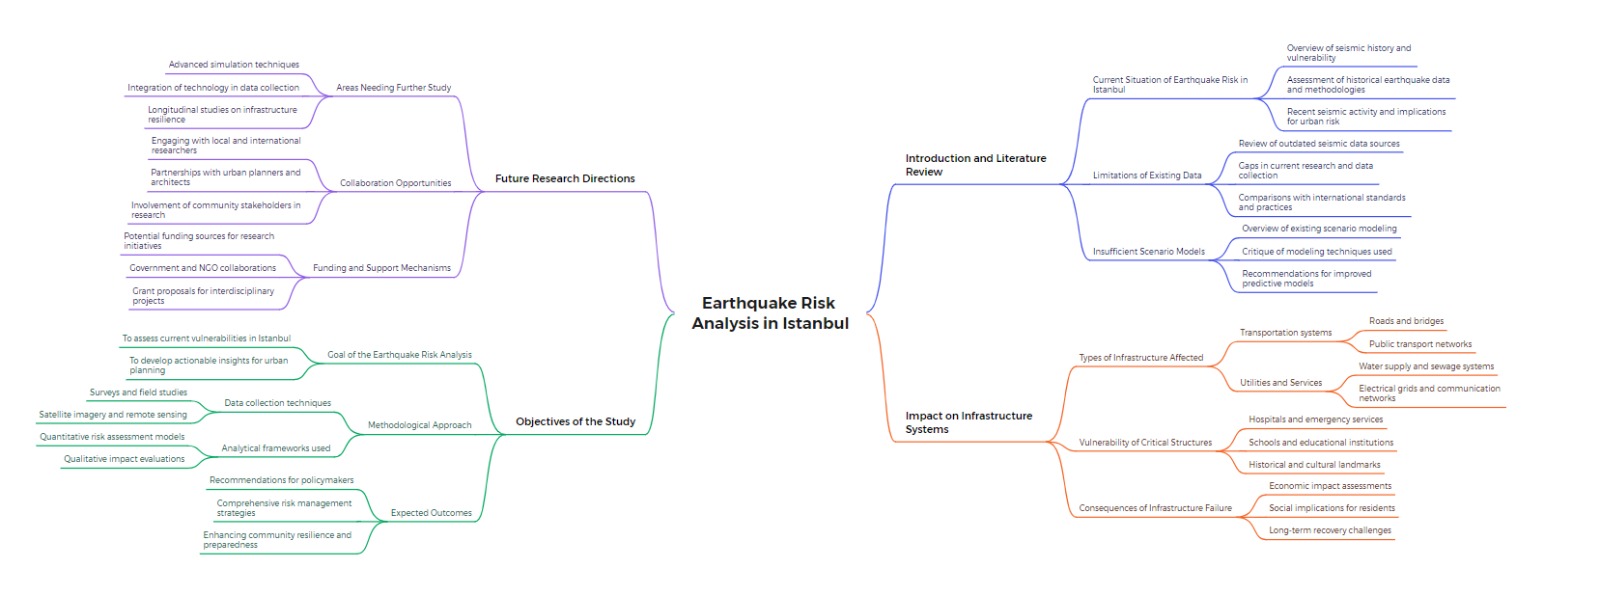 Earthquake Risk
Analysis in Istanbul
Introduction and Literature
Review
Current Situation of Earthquake Risk in
Istanbul
Overview of seismic history and
vulnerability
Assessment of historical earthquake data
and methodologies
Recent seismic activity and implications
for urban risk
Limitations of Existing Data
Review of outdated seismic data sources
Gaps in current research and data
collection
Comparisons with international standards
and practices
Insufficient Scenario Models
Overview of existing scenario modeling
Critique of modeling techniques used
Recommendations for improved
predictive models
Impact on Infrastructure
Systems
Types of Infrastructure Affected
Transportation systems
Roads and bridges
Public transport networks
Utilities and Services
Water supply and sewage systems
Electrical grids and communication
networks
Vulnerability of Critical Structures
Hospitals and emergency services
Schools and educational institutions
Historical and cultural landmarks
Consequences of Infrastructure Failure
Economic impact assessments
Social implications for residents
Long-term recovery challenges
Future Research Directions
Areas Needing Further Study
Advanced simulation techniques
Integration of technology in data collection
Longitudinal studies on infrastructure
resilience
Collaboration Opportunities
Engaging with local and international
researchers
Partnerships with urban planners and
architects
Involvement of community stakeholders in
research
Funding and Support Mechanisms
Potential funding sources for research
initiatives
Government and NGO collaborations
Grant proposals for interdisciplinary
projects
Objectives of the Study
Goal of the Earthquake Risk Analysis
To assess current vulnerabilities in Istanbul
To develop actionable insights for urban
planning
Methodological Approach
Data collection techniques
Surveys and field studies
Satellite imagery and remote sensing
Analytical frameworks used
Quantitative risk assessment models
Qualitative impact evaluations
Expected Outcomes
Recommendations for policymakers
Comprehensive risk management
strategies
Enhancing community resilience and
preparedness